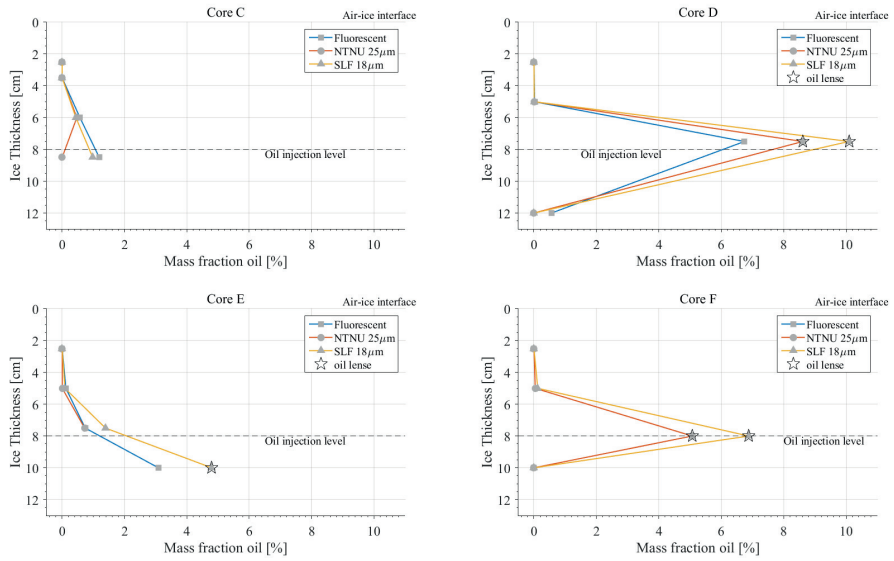 Core C
Air-ice interface
0
2
4
6
8
10
12
Ice Thickness [cm]
Fluorescent
NTNU 25μm
SLF 18μm
Oil injection level
0 2 4 6 8 10
Mass fraction oil [%]
Core D
Air-ice interface
0
2
4
6
8
10
12
Ice Thickness [cm]
Fluorescent
NTNU 25μm
SLF 18μm
oil lense
Oil injection level
0 2 4 6 8 10
Mass fraction oil [%]
Core E
Air-ice interface
0
2
4
6
8
10
12
Ice Thickness [cm]
Fluorescent
NTNU 25μm
SLF 18μm
oil lense
Oil injection level
0 2 4 6 8 10
Mass fraction oil [%]
Core F
Air-ice interface
0
2
4
6
8
10
12
Ice Thickness [cm]
Fluorescent
NTNU 25μm
SLF 18μm
oil lense
Oil injection level
0 2 4 6 8 10
Mass fraction oil [%]